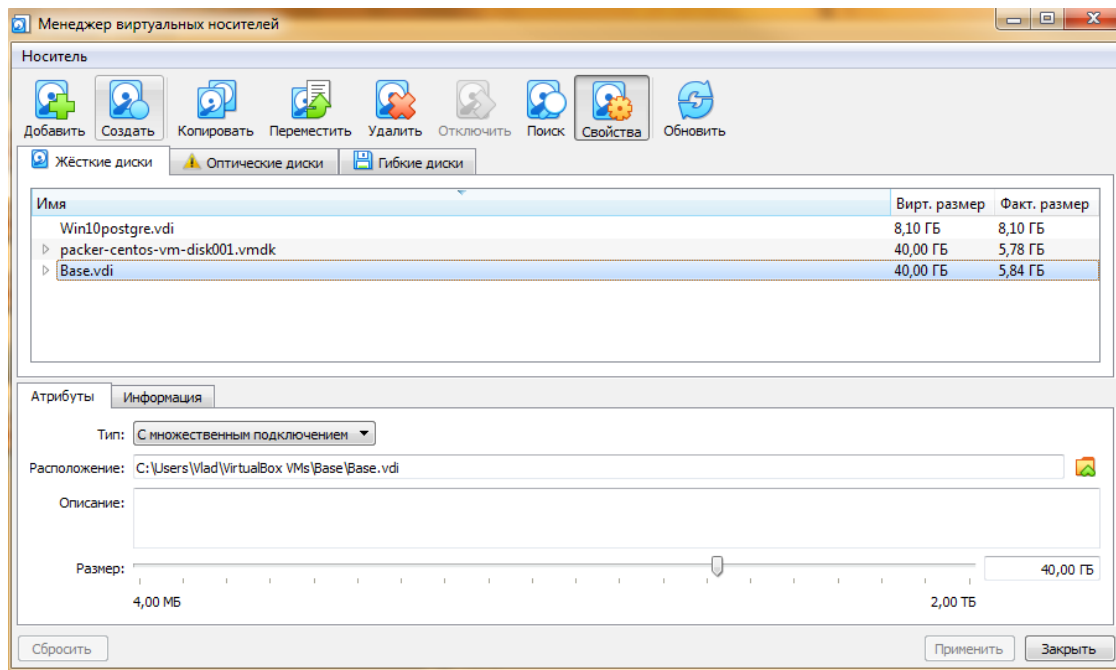 Менеджер виртуальных носителей
Носитель
Добавить Создать Копировать Переместить Удалить Отключить Поиск Свойства Обновить
Жёсткие диски Оптические диски Гибкие диски
Имя Вирт. размер Факт. размер
Win10postgre.vdi 8,10 ГБ 8,10 ГБ
packer-centos-vm-disk001.vmdk 40,00 ГБ 5,78 ГБ
Base.vdi 40,00 ГБ 5,84 ГБ
Атрибуты Информация
Тип: С множественным подключением
Расположение: C:\Users\Vlad\VirtualBox VMs\Base\Base.vdi
Описание:
Размер: 40,00 ГБ
4,00 МБ 2,00 ТБ
Сбросить Применить Закрыть